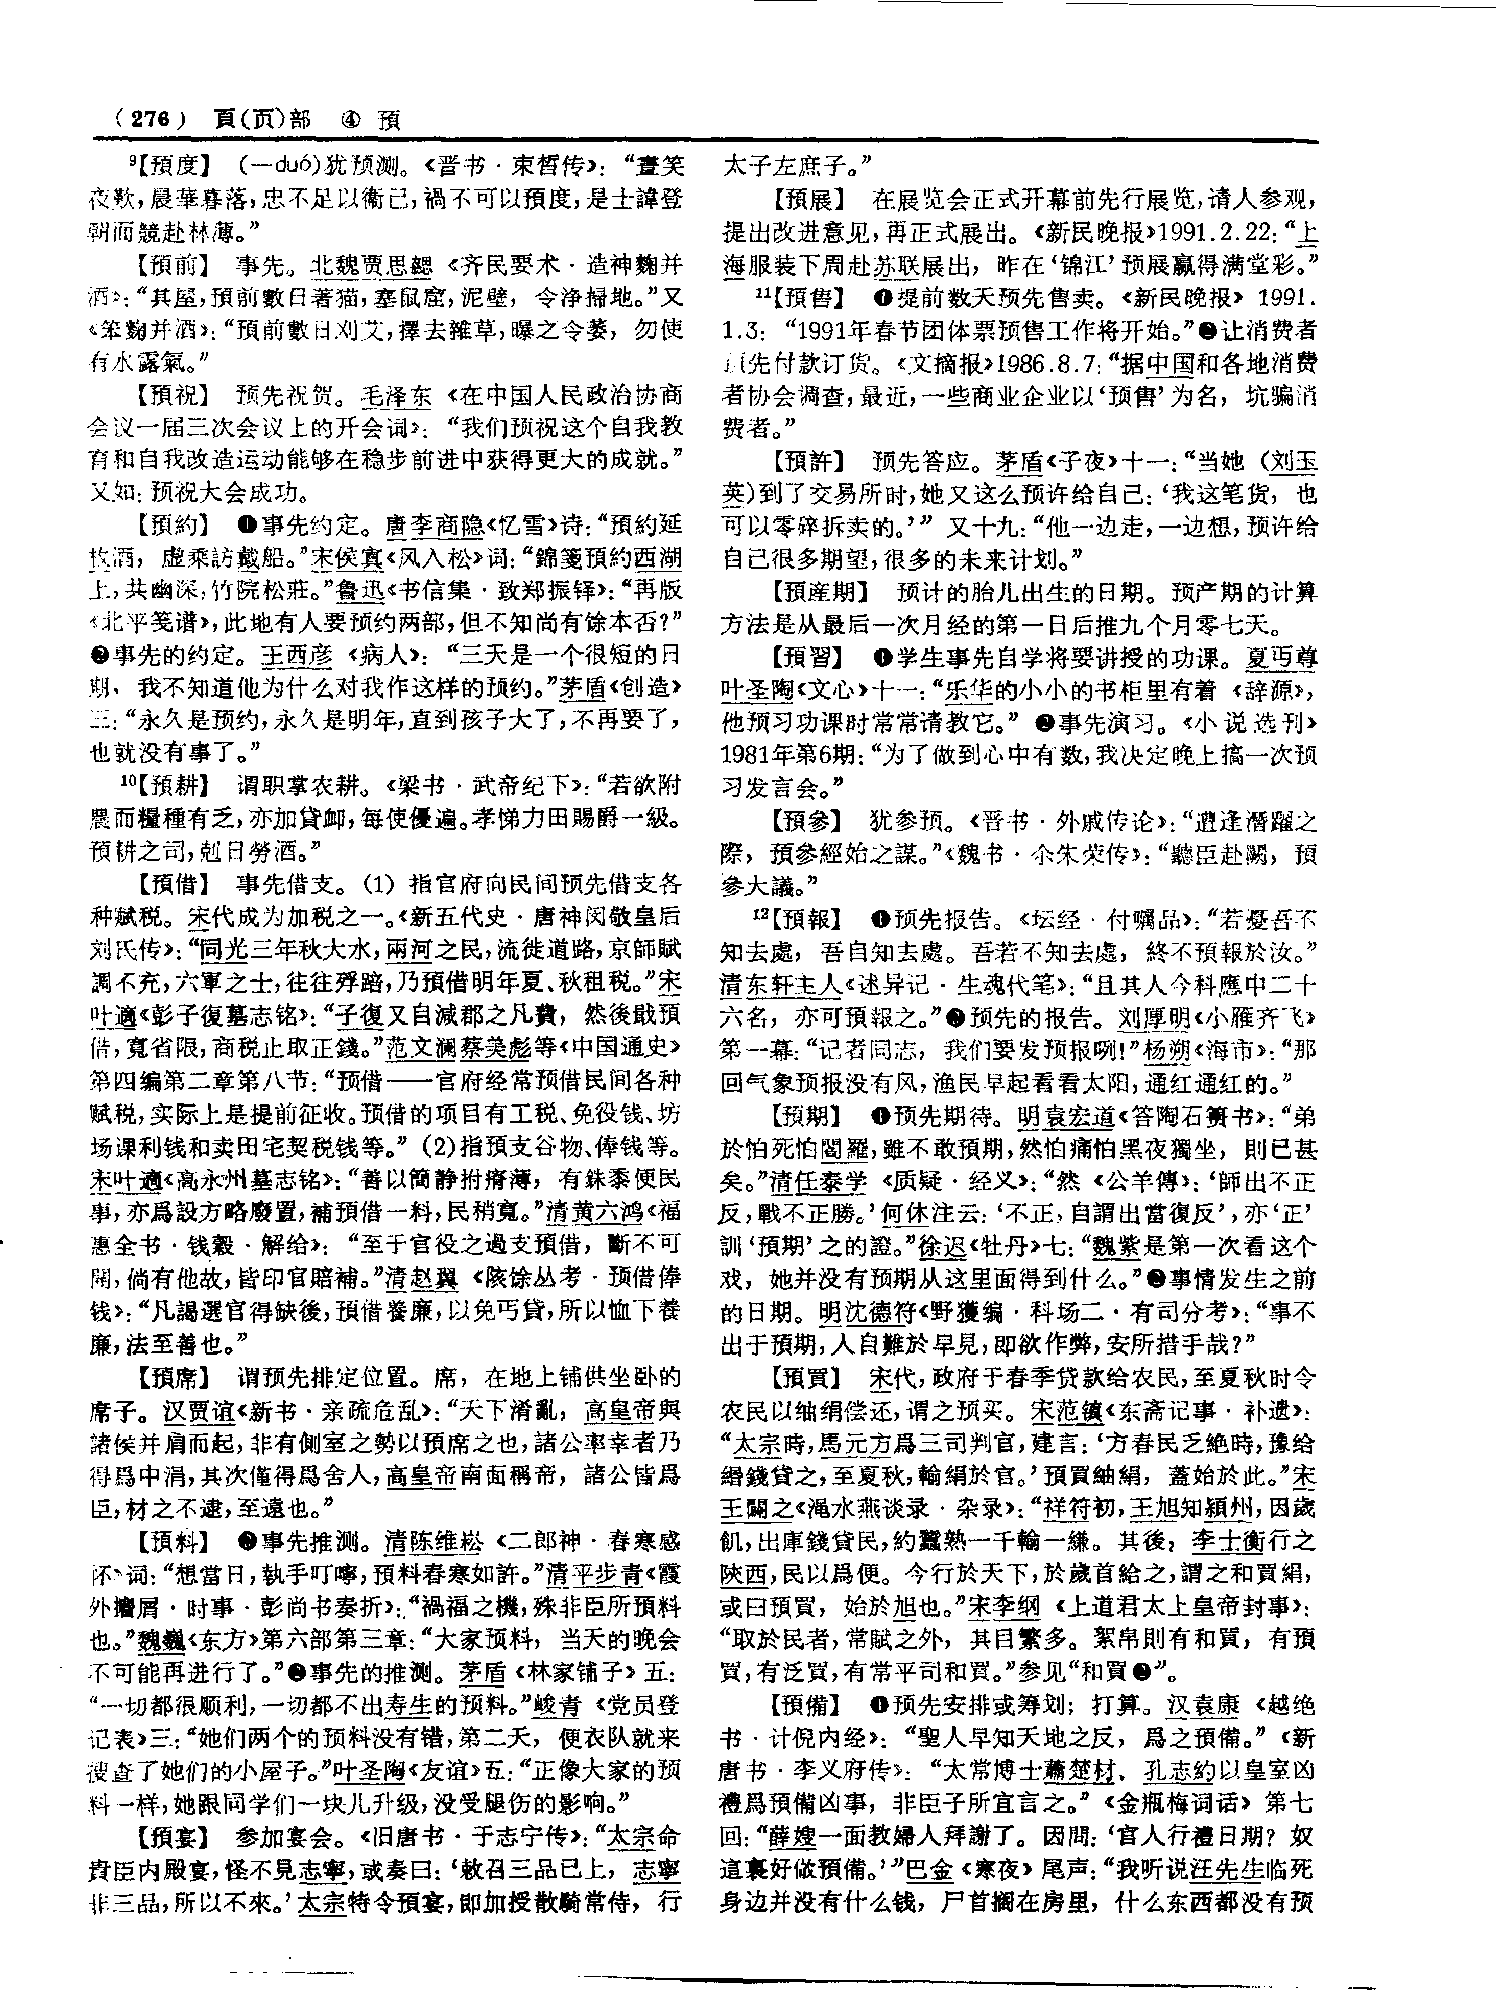 （276） 頁(页)部 ④ 預
9【預度】 (—duó)犹预测。《晋书·束皙传》：“晝笑
夜歎，晨華暮落，忠不足以衞己，禍不可以預度，是士諱登
朝而競赴林薄。”
【預前】 事先。北魏贾思勰《齐民要术·造神麴并
酒》：“其屋，預前數日著猫，塞鼠窟，泥壁，令净掃地。”又
《笨麴并酒》：“預前數日刈艾，擇去雜草，曝之令萎，勿使
有水露氣。”
【預祝】 预先祝贺。毛泽东《在中国人民政治协商
会议一届三次会议上的开会词》：“我们预祝这个自我教
育和自我改造运动能够在稳步前进中获得更大的成就。”
又如：预祝大会成功。
【預約】 ❶事先约定。唐李商隐《忆雪》诗：“預約延
枚酒，虚乘訪戴船。”宋侯寘《风入松》词：“錦箋預約西湖
上，共幽深，竹院松莊。”鲁迅《书信集·致郑振铎》：“再版
《北平笺谱》，此地有人要预约两部，但不知尚有馀本否？”
❷事先的约定。王西彦《病人》：“三天是一个很短的日
期，我不知道他为什么对我作这样的预约。”茅盾《创造》
三：“永久是预约，永久是明年，直到孩子大了，不再要了，
也就没有事了。”
10【預耕】 谓职掌农耕。《梁书·武帝纪下》：“若欲附
農而糧種有乏，亦加貸卹，每使優遍。孝悌力田賜爵一級。
預耕之司，剋日勞酒。”
【預借】 事先借支。(1)指官府向民间预先借支各
种赋税。宋代成为加税之一。《新五代史·唐神闵敬皇后
刘氏传》：“同光三年秋大水，兩河之民，流徙道路，京師賦
調不充，六軍之士，往往殍踣，乃預借明年夏、秋租税。”宋
叶適《彭子復墓志铭》：“子復又自減郡之凡費，然後戢預
借，寬省限，商税止取正錢。”范文澜蔡美彪等《中国通史》
第四编第二章第八节：“预借——官府经常预借民间各种
赋税，实际上是提前征收。预借的项目有工税、免役钱、坊
场课利钱和卖田宅契税钱等。”(2)指預支谷物、俸钱等。
宋叶適《高永州墓志铭》：“善以簡静拊瘠薄，有銖黍便民
事，亦爲設方略廢置，補預借一料，民稍寬。”清黄六鸿《福
惠全书·钱穀·解给》：“至于官役之過支預借，斷不可
開，倘有他故，皆印官賠補。”清赵翼《陔馀丛考·预借俸
钱》：“凡謁選官得缺後，預借養廉，以免丐貸，所以恤下養
廉，法至善也。”
【預席】 谓预先排定位置。席，在地上铺供坐卧的
席子。汉贾谊《新书·亲疏危乱》：“天下淆亂，高皇帝與
諸侯并肩而起，非有側室之勢以預席之也，諸公率幸者乃
得爲中涓，其次僅得爲舍人，高皇帝南面稱帝，諸公皆爲
臣，材之不逮，至遠也。”
【預料】 ❷事先推测。清陈维崧《二郎神·春寒感
怀》词：“想當日，執手叮嚀，預料春寒如許。”清平步青《霞
外攟屑·时事·彭尚书奏折》：“禍福之機，殊非臣所預料
也。”魏巍《东方》第六部第三章：“大家预料，当天的晚会
不可能再进行了。”❷事先的推测。茅盾《林家铺子》五：
“一切都很顺利，一切都不出寿生的预料。”峻青《党员登
记表》三：“她们两个的预料没有错，第二天，便衣队就来
搜查了她们的小屋子。”叶圣陶《友谊》五：“正像大家的预
料一样，她跟同学们一块儿升级，没受腿伤的影响。”
【預宴】 参加宴会。《旧唐书·于志宁传》：“太宗命
貴臣内殿宴，怪不見志寧，或奏曰：‘敕召三品已上，志寧
非三品，所以不來。’太宗特令預宴，即加授散騎常侍，行
太子左庶子。”
【預展】 在展览会正式开幕前先行展览，请人参观，
提出改进意见，再正式展出。《新民晚报》1991.2.22：“上
海服装下周赴苏联展出，昨在‘锦江’预展赢得满堂彩。”
11【預售】 ❶提前数天预先售卖。《新民晚报》1991.
1.3：“1991年春节团体票预售工作将开始。”❷让消费者
预先付款订货。《文摘报》1986.8.7：“据中国和各地消费
者协会调查，最近，一些商业企业以‘预售’为名，坑骗消
费者。”
【預許】 预先答应。茅盾《子夜》十一：“当她（刘玉
英）到了交易所时，她又这么预许给自己：‘我这笔货，也
可以零碎拆卖的。’”又十九：“他一边走，一边想，预许给
自己很多期望，很多的未来计划。”
【預産期】 预计的胎儿出生的日期。预产期的计算
方法是从最后一次月经的第一日后推九个月零七天。
【預習】 ❶学生事先自学将要讲授的功课。夏丏尊
叶圣陶《文心》十一：“乐华的小小的书柜里有着《辞源》，
他预习功课时常常请教它。”❷事先演习。《小说选刊》
1981年第6期：“为了做到心中有数，我决定晚上搞一次预
习发言会。”
【預參】 犹参预。《晋书·外戚传论》：“遭逢潛躍之
際，預參經始之謀。”《魏书·尒朱荣传》：“聽臣赴闕，預
參大議。”
12【預報】 ❶预先报告。《坛经·付嘱品》：“若憂吾不
知去處，吾自知去處。吾若不知去處，終不預報於汝。”
清东轩主人《述异记·生魂代笔》：“且其人今科應中二十
六名，亦可預報之。”❷预先的报告。刘厚明《小雁齐飞》
第一幕：“记者同志，我们要发预报咧！”杨朔《海市》：“那
回气象预报没有风，渔民早起看看太阳，通红通红的。”
【預期】 ❶预先期待。明袁宏道《答陶石篑书》：“弟
於怕死怕閻羅，雖不敢預期，然怕痛怕黑夜獨坐，則已甚
矣。”清任泰学《质疑·经义》：“然《公羊傳》：‘師出不正
反，戰不正勝。’何休注云：‘不正，自謂出當復反’，亦‘正’
訓‘預期’之的證。”徐迟《牡丹》七：“魏紫是第一次看这个
戏，她并没有预期从这里面得到什么。”❷事情发生之前
的日期。明沈德符《野獲编·科场二·有司分考》：“事不
出于預期，人自難於早見，即欲作弊，安所措手哉？”
【預買】 宋代，政府于春季贷款给农民，至夏秋时令
农民以䌷绢偿还，谓之预买。宋范镇《东斋记事·补遗》：
“太宗時，馬元方爲三司判官，建言：‘方春民乏絶時，豫给
緡錢貸之，至夏秋，輸絹於官。’預買紬絹，蓋始於此。”宋
王闢之《渑水燕谈录·杂录》：“祥符初，王旭知潁州，因歲
飢，出庫錢貸民，約蠶熟一千輸一縑。其後，李士衡行之
陝西，民以爲便。今行於天下，於歲首給之，謂之和買絹，
或曰預買，始於旭也。”宋李纲《上道君太上皇帝封事》：
“取於民者，常賦之外，其目繁多。絮帛則有和買，有預
買，有泛買，有常平司和買。”参见“和買❷”。
【預備】 ❶预先安排或筹划；打算。汉袁康《越绝
书·计倪内经》：“聖人早知天地之反，爲之預備。”《新
唐书·李义府传》：“太常博士蕭楚材、孔志約以皇室凶
禮爲預備凶事，非臣子所宜言之。”《金瓶梅词话》第七
回：“薛嫂一面教婦人拜謝了。因問：‘官人行禮日期？奴
這裏好做預備。’”巴金《寒夜》尾声：“我听说汪先生临死
身边并没有什么钱，尸首搁在房里，什么东西都没有预